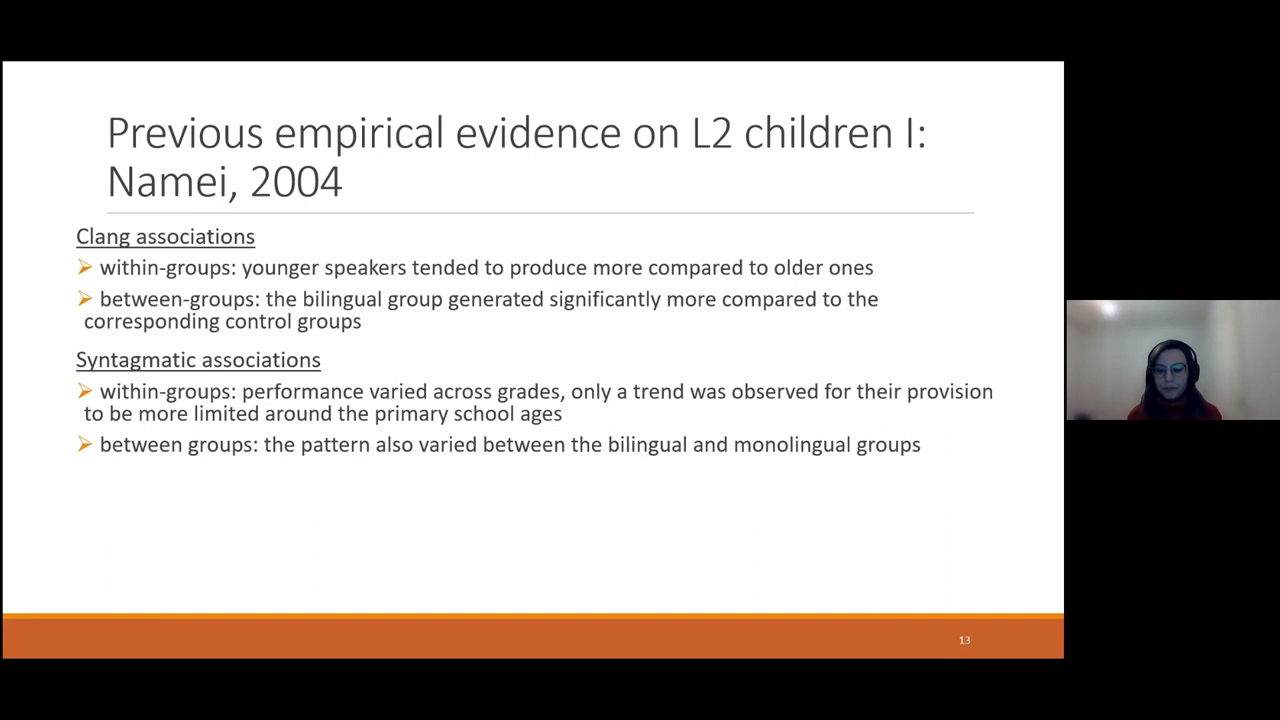 Previous empirical evidence on L2 children I:
Namei, 2004
Clang associations
within-groups: younger speakers tended to produce more compared to older ones
between-groups: the bilingual group generated significantly more compared to the
corresponding control groups
Syntagmatic associations
within-groups: performance varied across grades, only a trend was observed for their provision
to be more limited around the primary school ages
between groups: the pattern also varied between the bilingual and monolingual groups
13